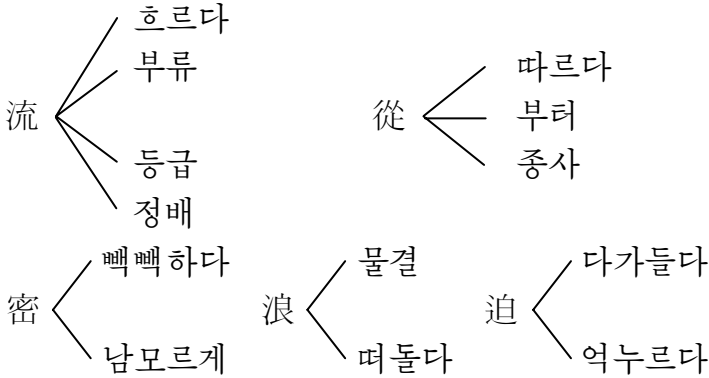 流
흐르다
부류
등급
정배
從
따르다
부터
종사
密
빽빽하다
남모르게
浪
물결
떠돌다
迫
다가들다
억누르다